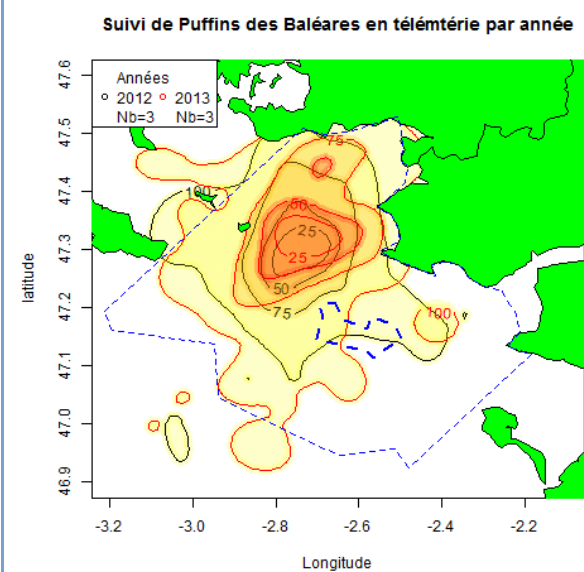 Suivi de Puffins des Baléares en télémtérie par année
Années
2012 2013
Nb=3 Nb=3
47.6
47.5
47.4
47.3
47.2
47.1
47.0
46.9
latitude
75
100
50
25
25
50
75
100
-3.2 -3.0 -2.8 -2.6 -2.4 -2.2
Longitude